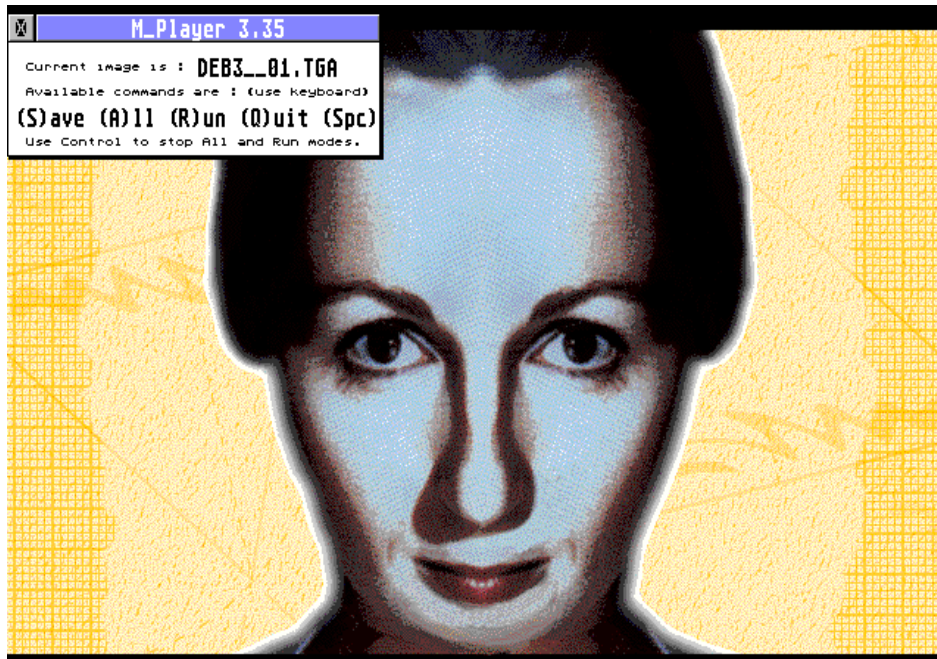 M_Player 3.35
Current image is : DEB3__01.TGA
Available commands are : (use keyboard)
(S)ave (A)ll (R)un (Q)uit (Spc)
Use Control to stop All and Run modes.